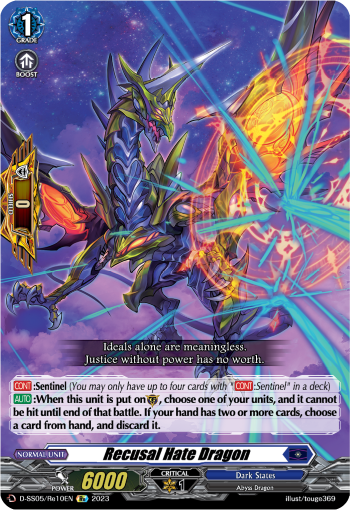 1
GRADE
BOOST
0
Ideals alone are meaningless.
Justice without power has no worth.
CONT:Sentinel (You may only have up to four cards with "CONT:Sentinel" in a deck)
AUTO:When this unit is put on G, choose one of your units, and it cannot
be hit until end of that battle. If your hand has two or more cards, choose
a card from hand, and discard it.
NORMAL UNIT
Recusal Hate Dragon
POWER 6000
CRITICAL
1
Dark States
Abyss Dragon
D-SS05/Re10EN 2023
illust/touge369